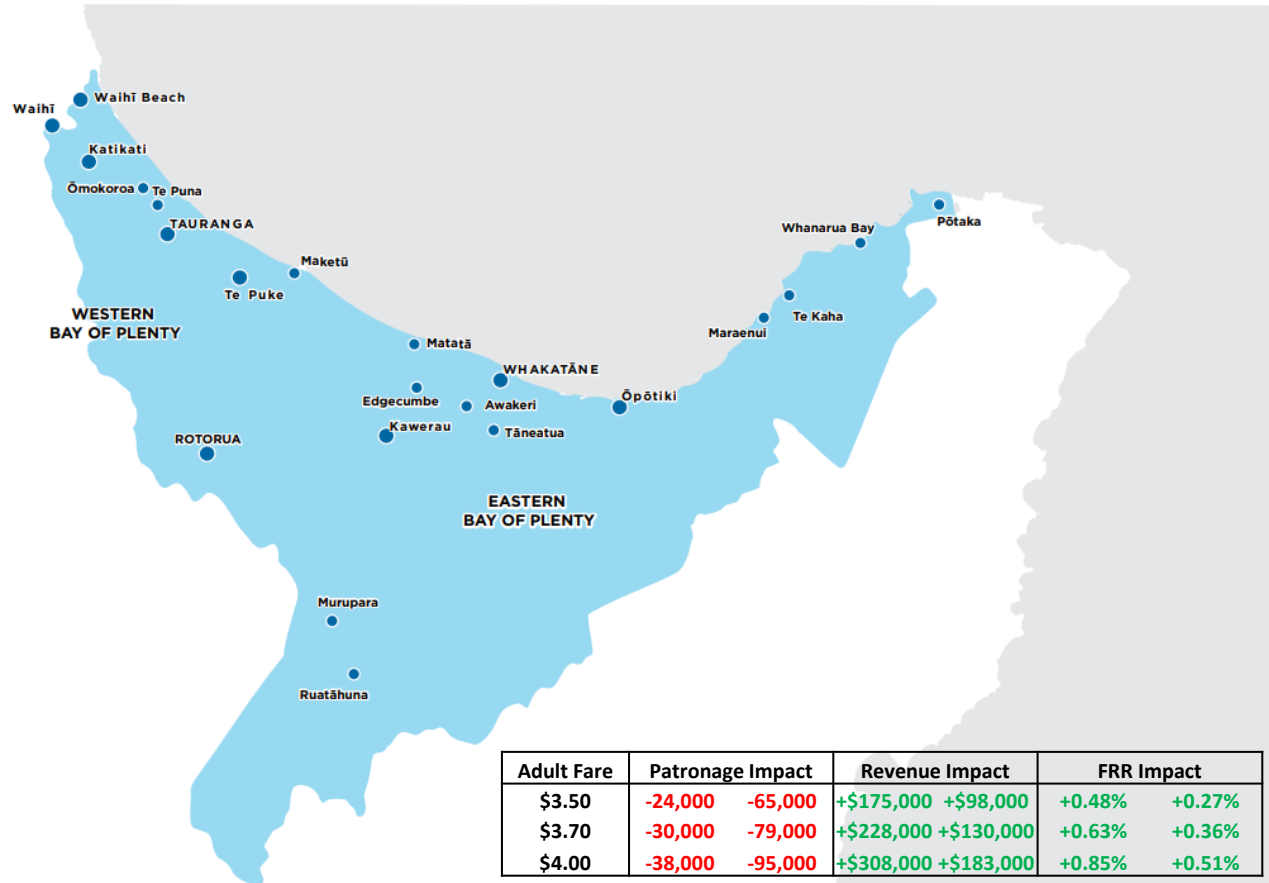 Waihī Beach
Waihī
Katikati
Ōmokoroa
Te Puna
TAURANGA
Maketū
Te Puke
WESTERN
BAY OF PLENTY
Matatā
WHAKATĀNE
Edgecumbe
Awakeri
Ōpōtiki
Kawerau
Tāneatua
ROTORUA
EASTERN
BAY OF PLENTY
Whanarua Bay
Pōtaka
Te Kaha
Maraenui
Murupara
Ruatāhuna
Adult Fare Patronage Impact Revenue Impact FRR Impact
$3.50 -24,000 -65,000 +$175,000 +$98,000 +0.48% +0.27%
$3.70 -30,000 -79,000 +$228,000 +$130,000 +0.63% +0.36%
$4.00 -38,000 -95,000 +$308,000 +$183,000 +0.85% +0.51%